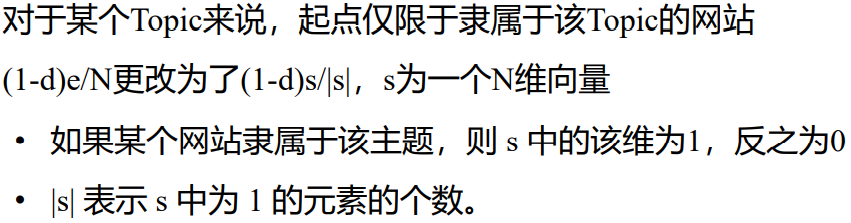 对于某个Topic来说，起点仅限于隶属于该Topic的网站
(1-d)e/N更改为了(1-d)s/|s|，s为一个N维向量
• 如果某个网站隶属于该主题，则 s 中的该维为1，反之为0
• |s| 表示 s 中为 1 的元素的个数。